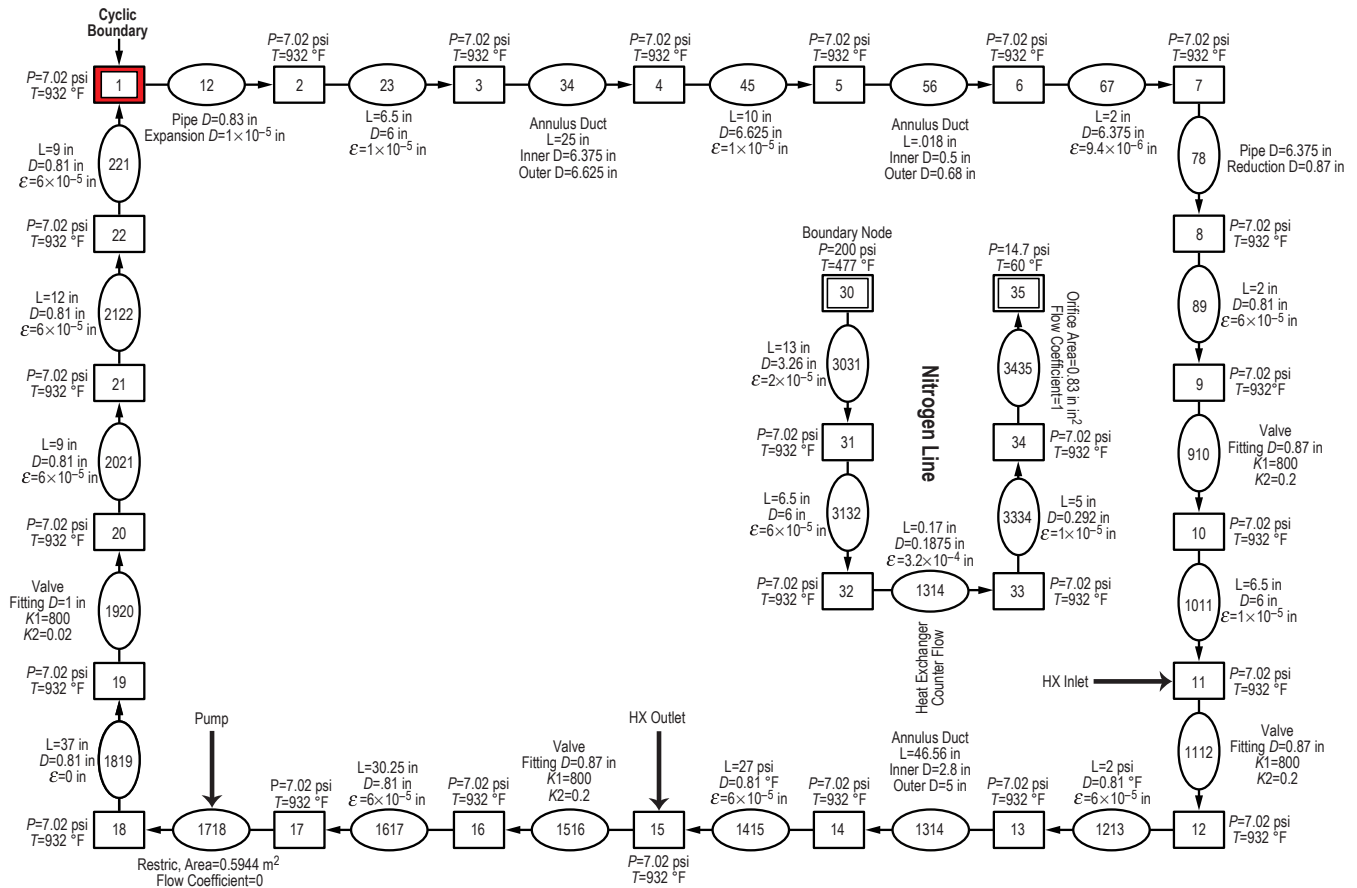 Cyclic
Boundary
P=7.02 psi
T=932 °F
1
12
Pipe D=0.83 in
Expansion D=1×10⁻⁵ in
P=7.02 psi
T=932 °F
2
23
L=6.5 in
D=6 in
ℰ=1×10⁻⁵ in
P=7.02 psi
T=932 °F
3
34
Annulus Duct
L=25 in
Inner D=6.375 in
Outer D=6.625 in
P=7.02 psi
T=932 °F
4
45
L=10 in
D=6.625 in
ℰ=1×10⁻⁵ in
P=7.02 psi
T=932 °F
5
56
Annulus Duct
L=.018 in
Inner D=0.5 in
Outer D=0.68 in
P=7.02 psi
T=932 °F
6
67
L=2 in
D=6.375 in
ℰ=9.4×10⁻⁶ in
P=7.02 psi
T=932 °F
7
78
Pipe D=6.375 in
Reduction D=0.87 in
8
P=7.02 psi
T=932 °F
89
L=2 in
D=0.81 in
ℰ=6×10⁻⁵ in
9
P=7.02 psi
T=932°F
910
Valve
Fitting D=0.87 in
K1=800
K2=0.2
10
P=7.02 psi
T=932 °F
1011
L=6.5 in
D=6 in
ℰ=1×10⁻⁵ in
HX Inlet
11
P=7.02 psi
T=932 °F
1112
Valve
Fitting D=0.87 in
K1=800
K2=0.2
12
P=7.02 psi
T=932 °F
L=2 psi
D=0.81 °F
ℰ=6×10⁻⁵ in
1213
P=7.02 psi
T=932 °F
13
Annulus Duct
L=46.56 in
Inner D=2.8 in
Outer D=5 in
1314
P=7.02 psi
T=932 °F
14
L=27 psi
D=0.81 °F
ℰ=6×10⁻⁵ in
1415
HX Outlet
15
P=7.02 psi
T=932 °F
Valve
Fitting D=0.87 in
K1=800
K2=0.2
1516
P=7.02 psi
T=932 °F
16
L=30.25 in
D=.81 in
ℰ=6×10⁻⁵ in
1617
P=7.02 psi
T=932 °F
17
Pump
1718
Restric, Area=0.5944 m²
Flow Coefficient=0
P=7.02 psi
T=932 °F
18
L=37 in
D=0.81 in
ℰ=0 in
1819
P=7.02 psi
T=932 °F
19
Valve
Fitting D=1 in
K1=800
K2=0.02
1920
P=7.02 psi
T=932 °F
20
L=9 in
D=0.81 in
ℰ=6×10⁻⁵ in
2021
P=7.02 psi
T=932 °F
21
L=12 in
D=0.81 in
ℰ=6×10⁻⁵ in
2122
P=7.02 psi
T=932 °F
22
L=9 in
D=0.81 in
ℰ=6×10⁻⁵ in
221
Boundary Node
P=200 psi
T=477 °F
30
L=13 in
D=3.26 in
ℰ=2×10⁻⁵ in
3031
P=7.02 psi
T=932 °F
31
L=6.5 in
D=6 in
ℰ=6×10⁻⁵ in
3132
P=7.02 psi
T=932 °F
32
L=0.17 in
D=0.1875 in
ℰ=3.2×10⁻⁴ in
1314
Heat Exchanger
Counter Flow
33
P=7.02 psi
T=932 °F
3334
L=5 in
D=0.292 in
ℰ=1×10⁻⁵ in
34
P=7.02 psi
T=932 °F
3435
Orifice Area=0.83 in in²
Flow Coefficient=1
P=14.7 psi
T=60 °F
35
Nitrogen Line